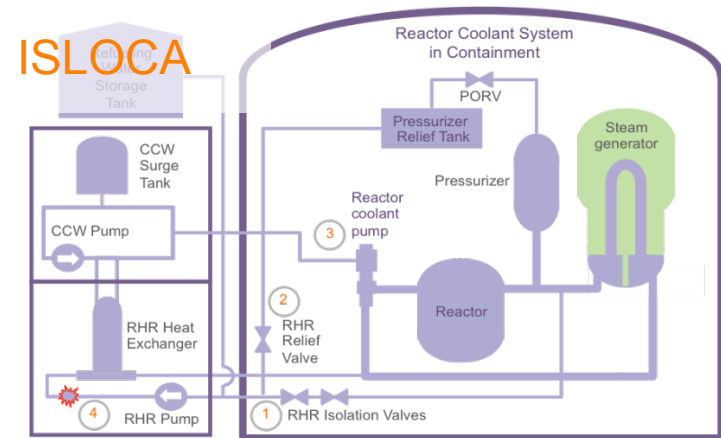 ISLOCA
Refueling
Water
Storage
Tank
Reactor Coolant System
in Containment
PORV
Pressurizer
Relief Tank
Steam
generator
CCW
Surge
Tank
Pressurizer
Reactor
coolant
pump
3
CCW Pump
2
RHR
Relief
Valve
Reactor
RHR Heat
Exchanger
4
RHR Pump
1
RHR Isolation Valves